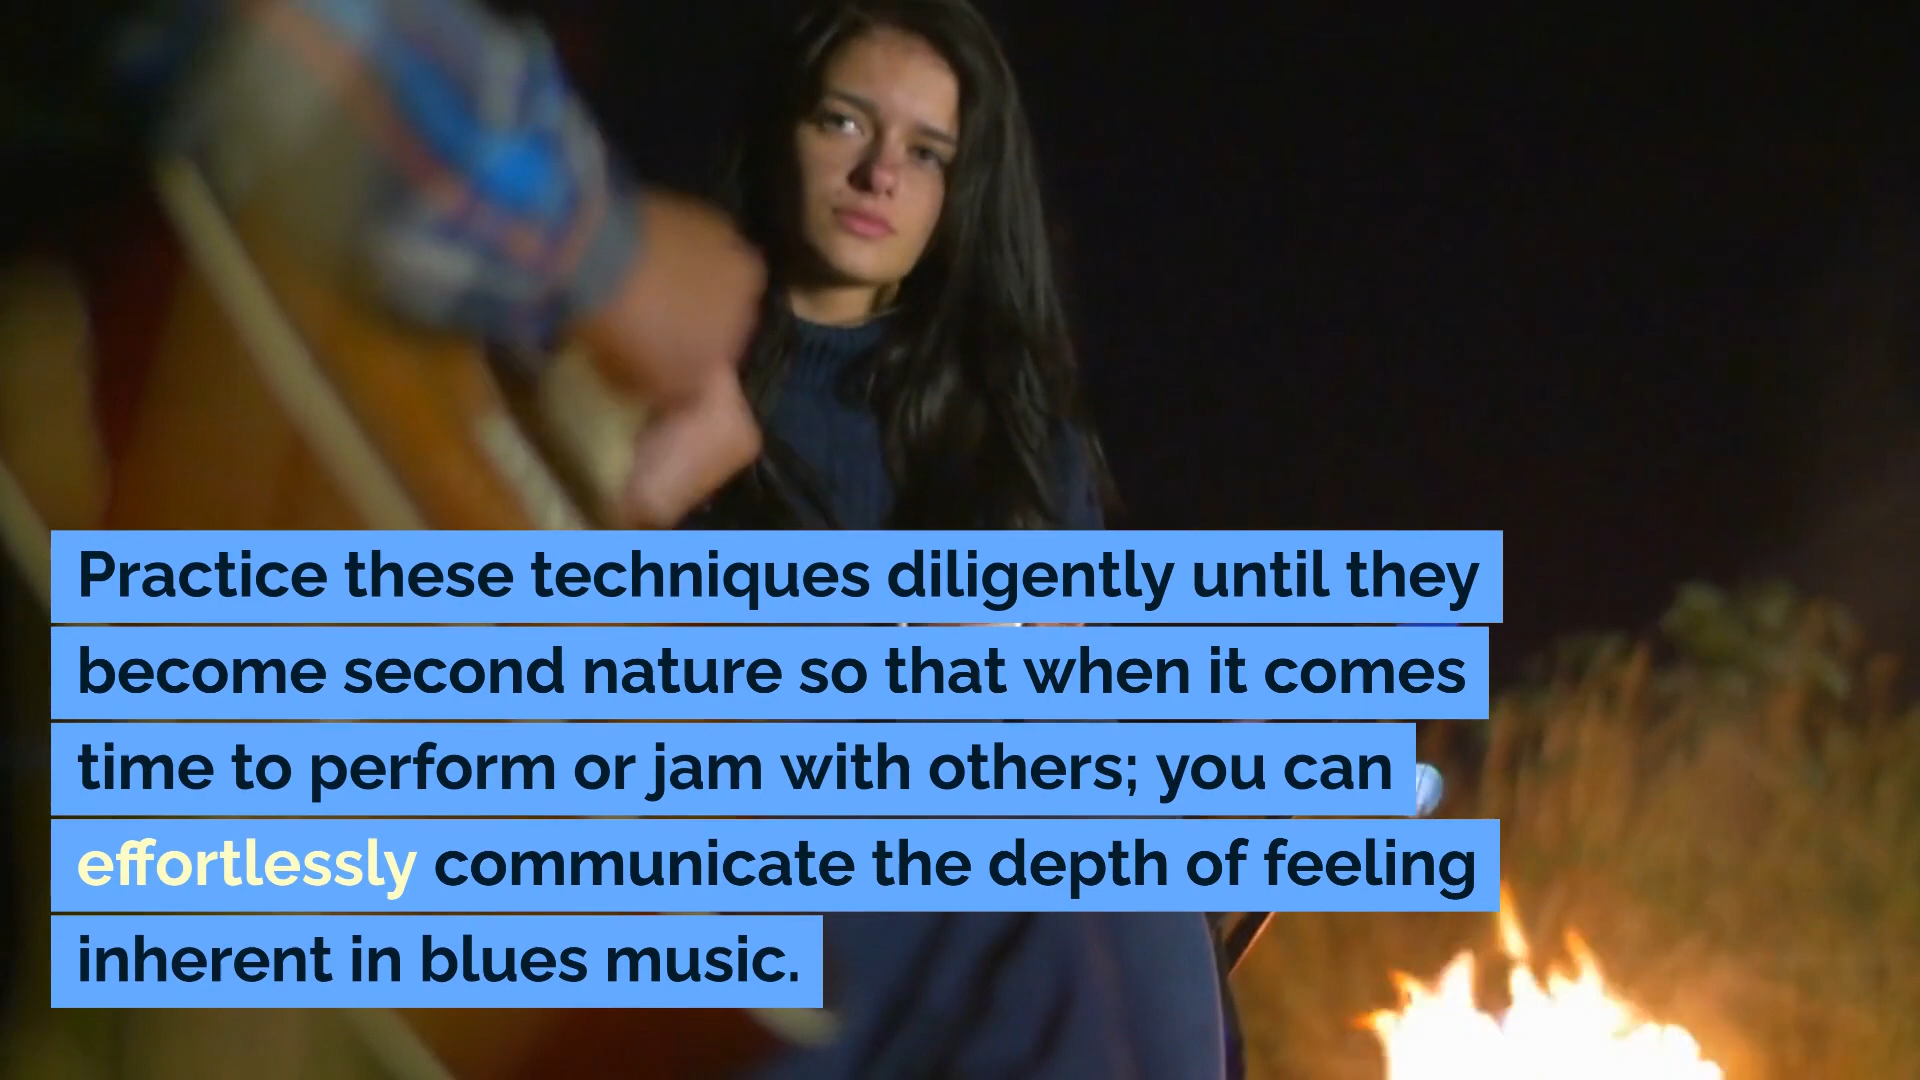 Practice these techniques diligently until they
become second nature so that when it comes
time to perform or jam with others; you can
effortlessly communicate the depth of feeling
inherent in blues music.